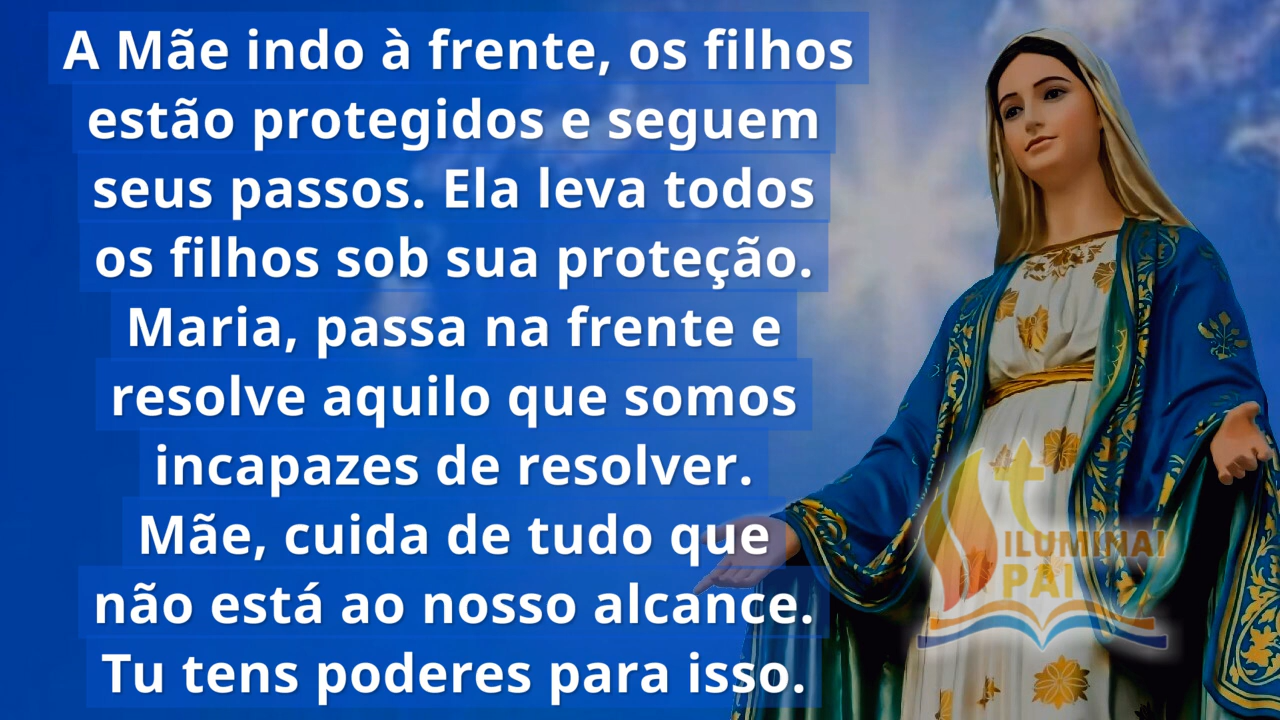 A Mãe indo à frente, os filhos
estão protegidos e seguem
seus passos. Ela leva todos
os filhos sob sua proteção.
Maria, passa na frente e
resolve aquilo que somos
incapazes de resolver.
Mãe, cuida de tudo que
não está ao nosso alcance.
Tu tens poderes para isso.
ILUMINAI
PAI